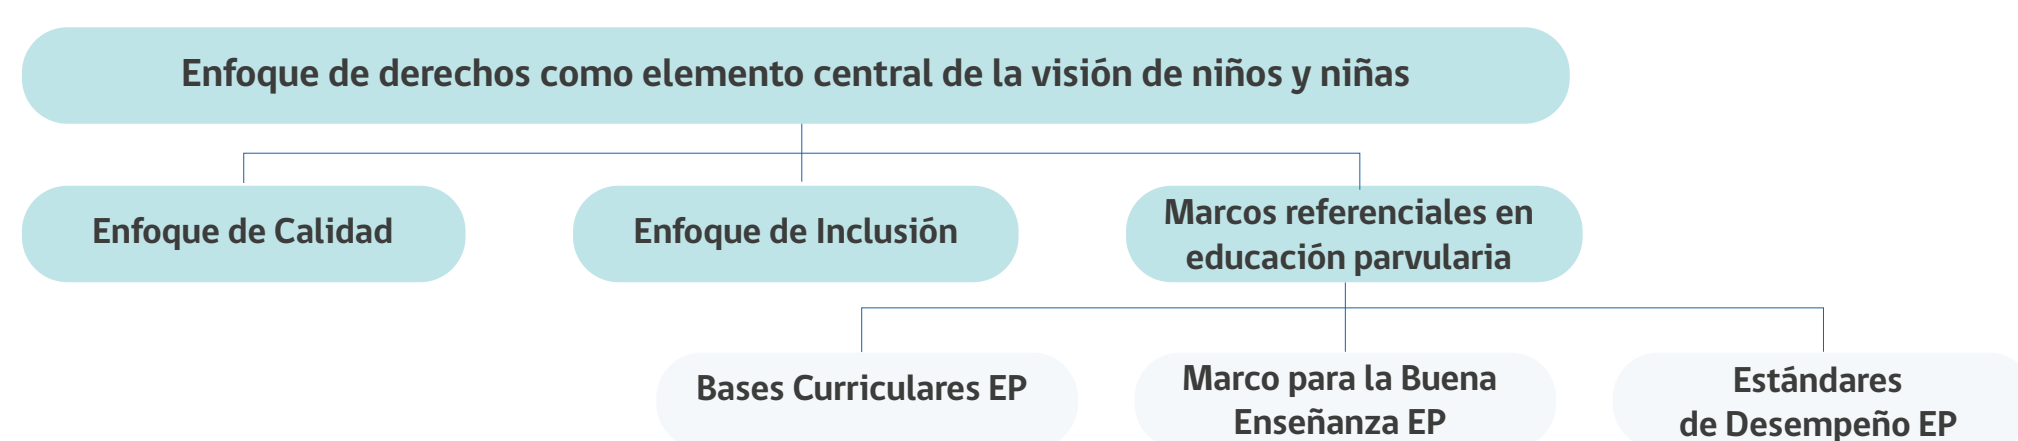 Enfoque de derechos como elemento central de la visión de niños y niñas
Enfoque de Calidad
Enfoque de Inclusión
Marcos referenciales en
educación parvularia
Bases Curriculares EP
Marco para la Buena
Enseñanza EP
Estándares
de Desempeño EP